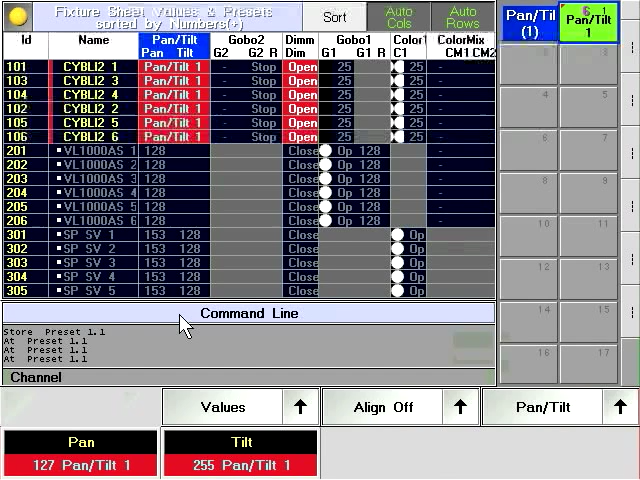 Fixture Sheet Values & Presets
sorted by Numbers(+)
Sort
Auto
Cols
Auto
Rows
Pan/Til
(1)
6 1
Pan/Tilt
1
Id Name Pan/Tilt Gobo2 Dimm Gobo1 Color1 ColorMix
Pan Tilt G2 G2 R Dim G1 G1 R C1 CM1 CM2
101 CYBLI2 1 Pan/Tilt 1 - Stop Open 25 25
103 CYBLI2 3 Pan/Tilt 1 - Stop Open 25 25
104 CYBLI2 4 Pan/Tilt 1 - Stop Open 25 25
102 CYBLI2 2 Pan/Tilt 1 - Stop Open 25 25
105 CYBLI2 5 Pan/Tilt 1 - Stop Open 25 25
106 CYBLI2 6 Pan/Tilt 1 - Stop Open 25 25
201 VL1000AS 1 128 Close Op 128 -
202 VL1000AS 2 128 Close Op 128 -
203 VL1000AS 3 128 Close Op 128 -
204 VL1000AS 4 128 Close Op 128 -
205 VL1000AS 5 128 Close Op 128 -
206 VL1000AS 6 128 Close Op 128 -
301 SP SV 1 153 128 Close Op
302 SP SV 2 153 128 Close Op
303 SP SV 3 153 128 Close Op
304 SP SV 4 153 128 Close Op
305 SP SV 5 153 128 Close Op
4 5
6 7
8 9
10 11
12 13
14 15
16 17
Command Line
Store Preset 1.1
At Preset 1.1
At Preset 1.1
At Preset 1.1
Channel
Values
Align Off
Pan/Tilt
Pan
127 Pan/Tilt 1
Tilt
255 Pan/Tilt 1